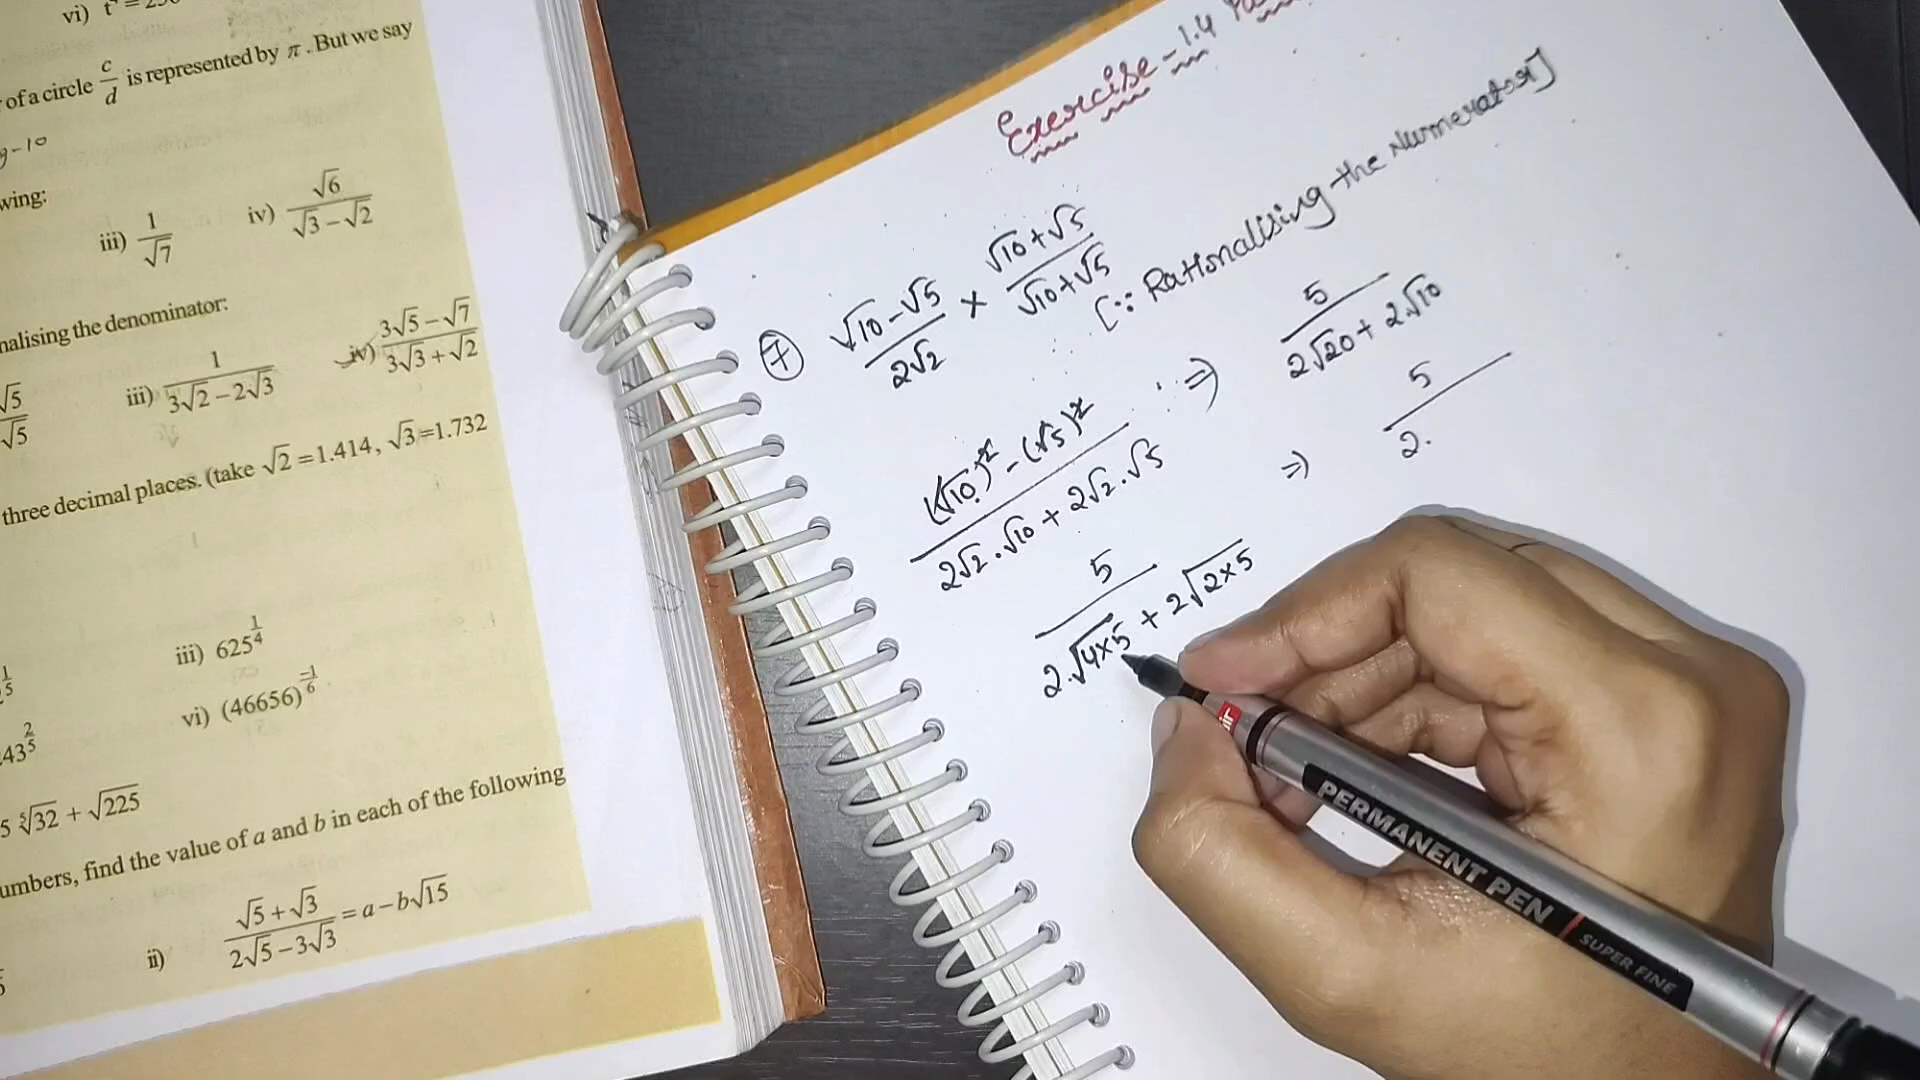 of a circle c/d is represented by π. But we say
wing:
iii) 1/√7 iv) √6/(√3 − √2)
nalising the denominator:
√5/√5 iii) 1/(3√2 − 2√3) iv) (3√5 − √7)/(3√3 + √2)
three decimal places. (take √2 = 1.414, √3 = 1.732
iii) 625^(1/4)
43^(2/5) vi) (46656)^(−1/6)
5 ⁵√32 + √225
umbers, find the value of a and b in each of the following
ii) (√5 + √3)/(2√5 − 3√3) = a − b√15
Exercise - 1.4
⑦ (√10 − √5)/(2√2) × (√10 + √5)/(√10 + √5)
[∵ Rationalising the Numerator]
((√10)² − (√5)²)/(2√2 · √10 + 2√2 · √5)
⇒ 5/(2√20 + 2√10)
⇒ 5/2.
5/(2.√4×5 + 2√2×5)
PERMANENT PEN
SUPER FINE